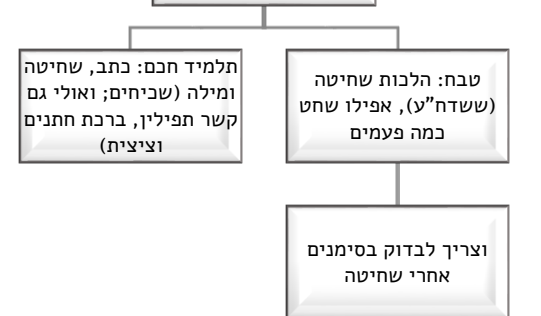 טבח: הלכות שחיטה
(ששדח"ע), אפילו שחט
כמה פעמים
תלמיד חכם: כתב, שחיטה
ומילה (שכיחים; ואולי גם
קשר תפילין, ברכת חתנים
וציצית)
וצריך לבדוק בסימנים
אחרי שחיטה